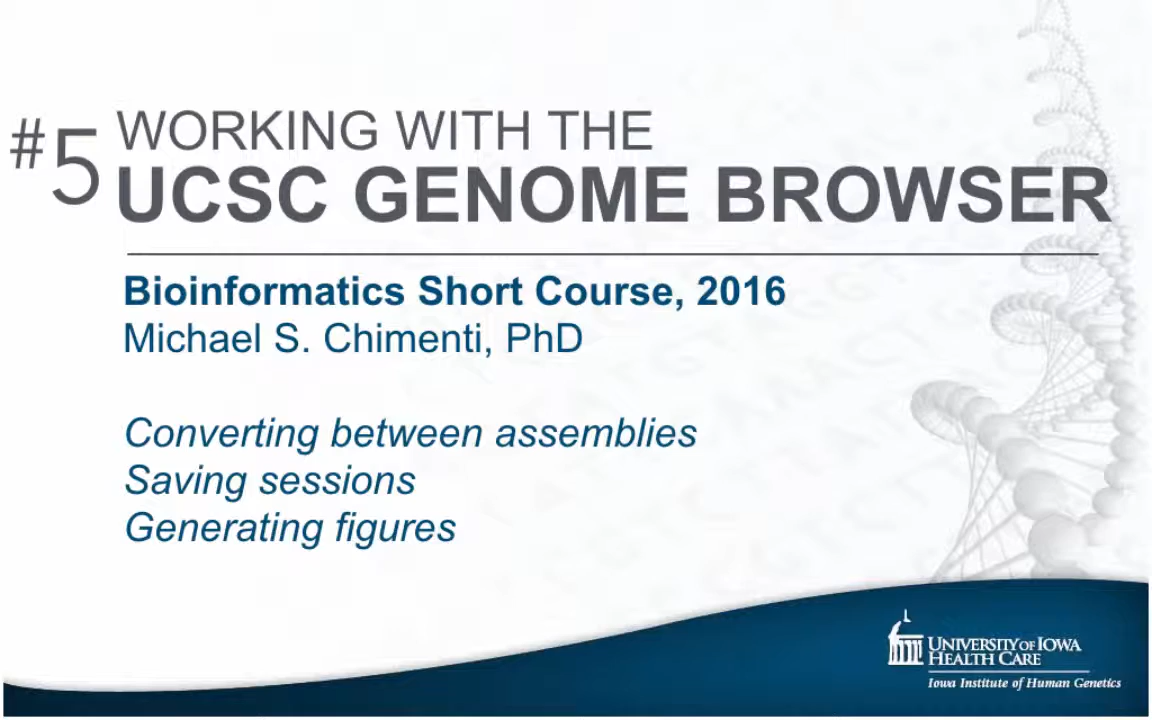 #5 WORKING WITH THE
UCSC GENOME BROWSER
Bioinformatics Short Course, 2016
Michael S. Chimenti, PhD
Converting between assemblies
Saving sessions
Generating figures
UNIVERSITY OF IOWA
HEALTH CARE
Iowa Institute of Human Genetics